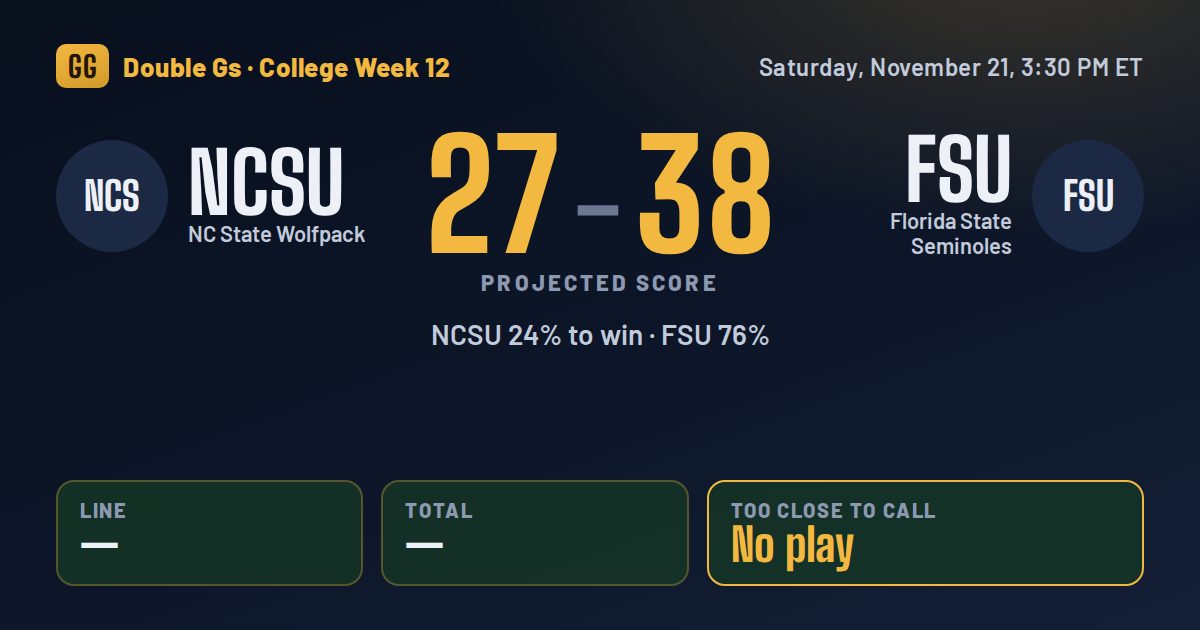 GG
Double Gs · College Week 12
Saturday, November 21, 3:30 PM ET
NCS
NCSU
NC State Wolfpack
27–38
PROJECTED SCORE
NCSU 24% to win · FSU 76%
FSU
Florida State
Seminoles
FSU
LINE
—
TOTAL
—
TOO CLOSE TO CALL
No play